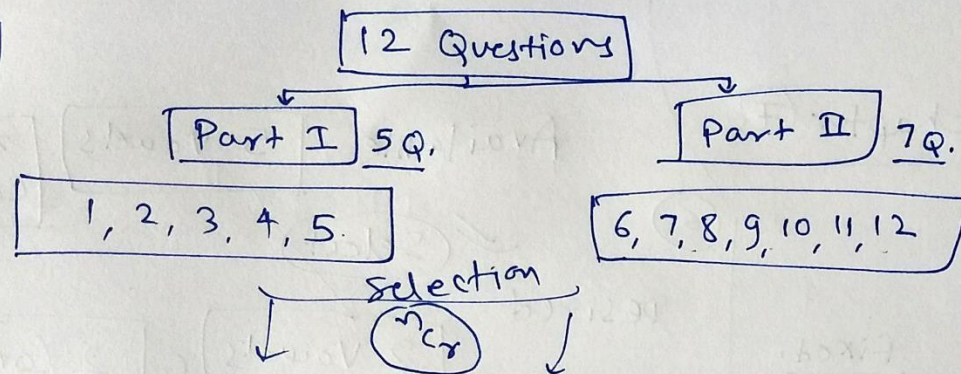 12 Questions
Part I 5Q. Part II 7Q.
1, 2, 3, 4, 5. 6, 7, 8, 9, 10, 11, 12
Selection
nCr